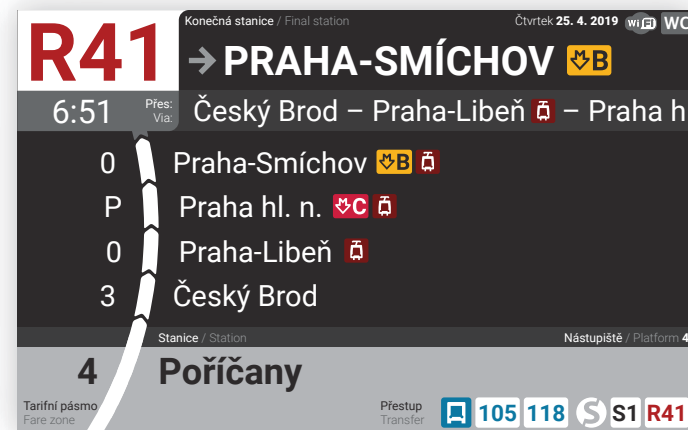 R41
Konečná stanice / Final station
Čtvrtek 25. 4. 2019 WiFi WC
PRAHA-SMÍCHOV B
6:51
Přes:
Via:
Český Brod – Praha-Libeň – Praha h
0 Praha-Smíchov B
P Praha hl. n. C
0 Praha-Libeň
3 Český Brod
Stanice / Station
Nástupiště / Platform 4
4 Poříčany
Tarifní pásmo
Fare zone
Přestup
Transfer
105 118 S S1 R41